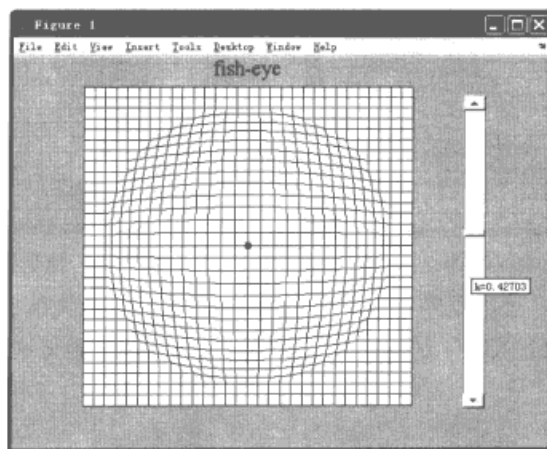 Figure 1
File Edit View Insert Tools Desktop Window Help
fish-eye
k=0.42703